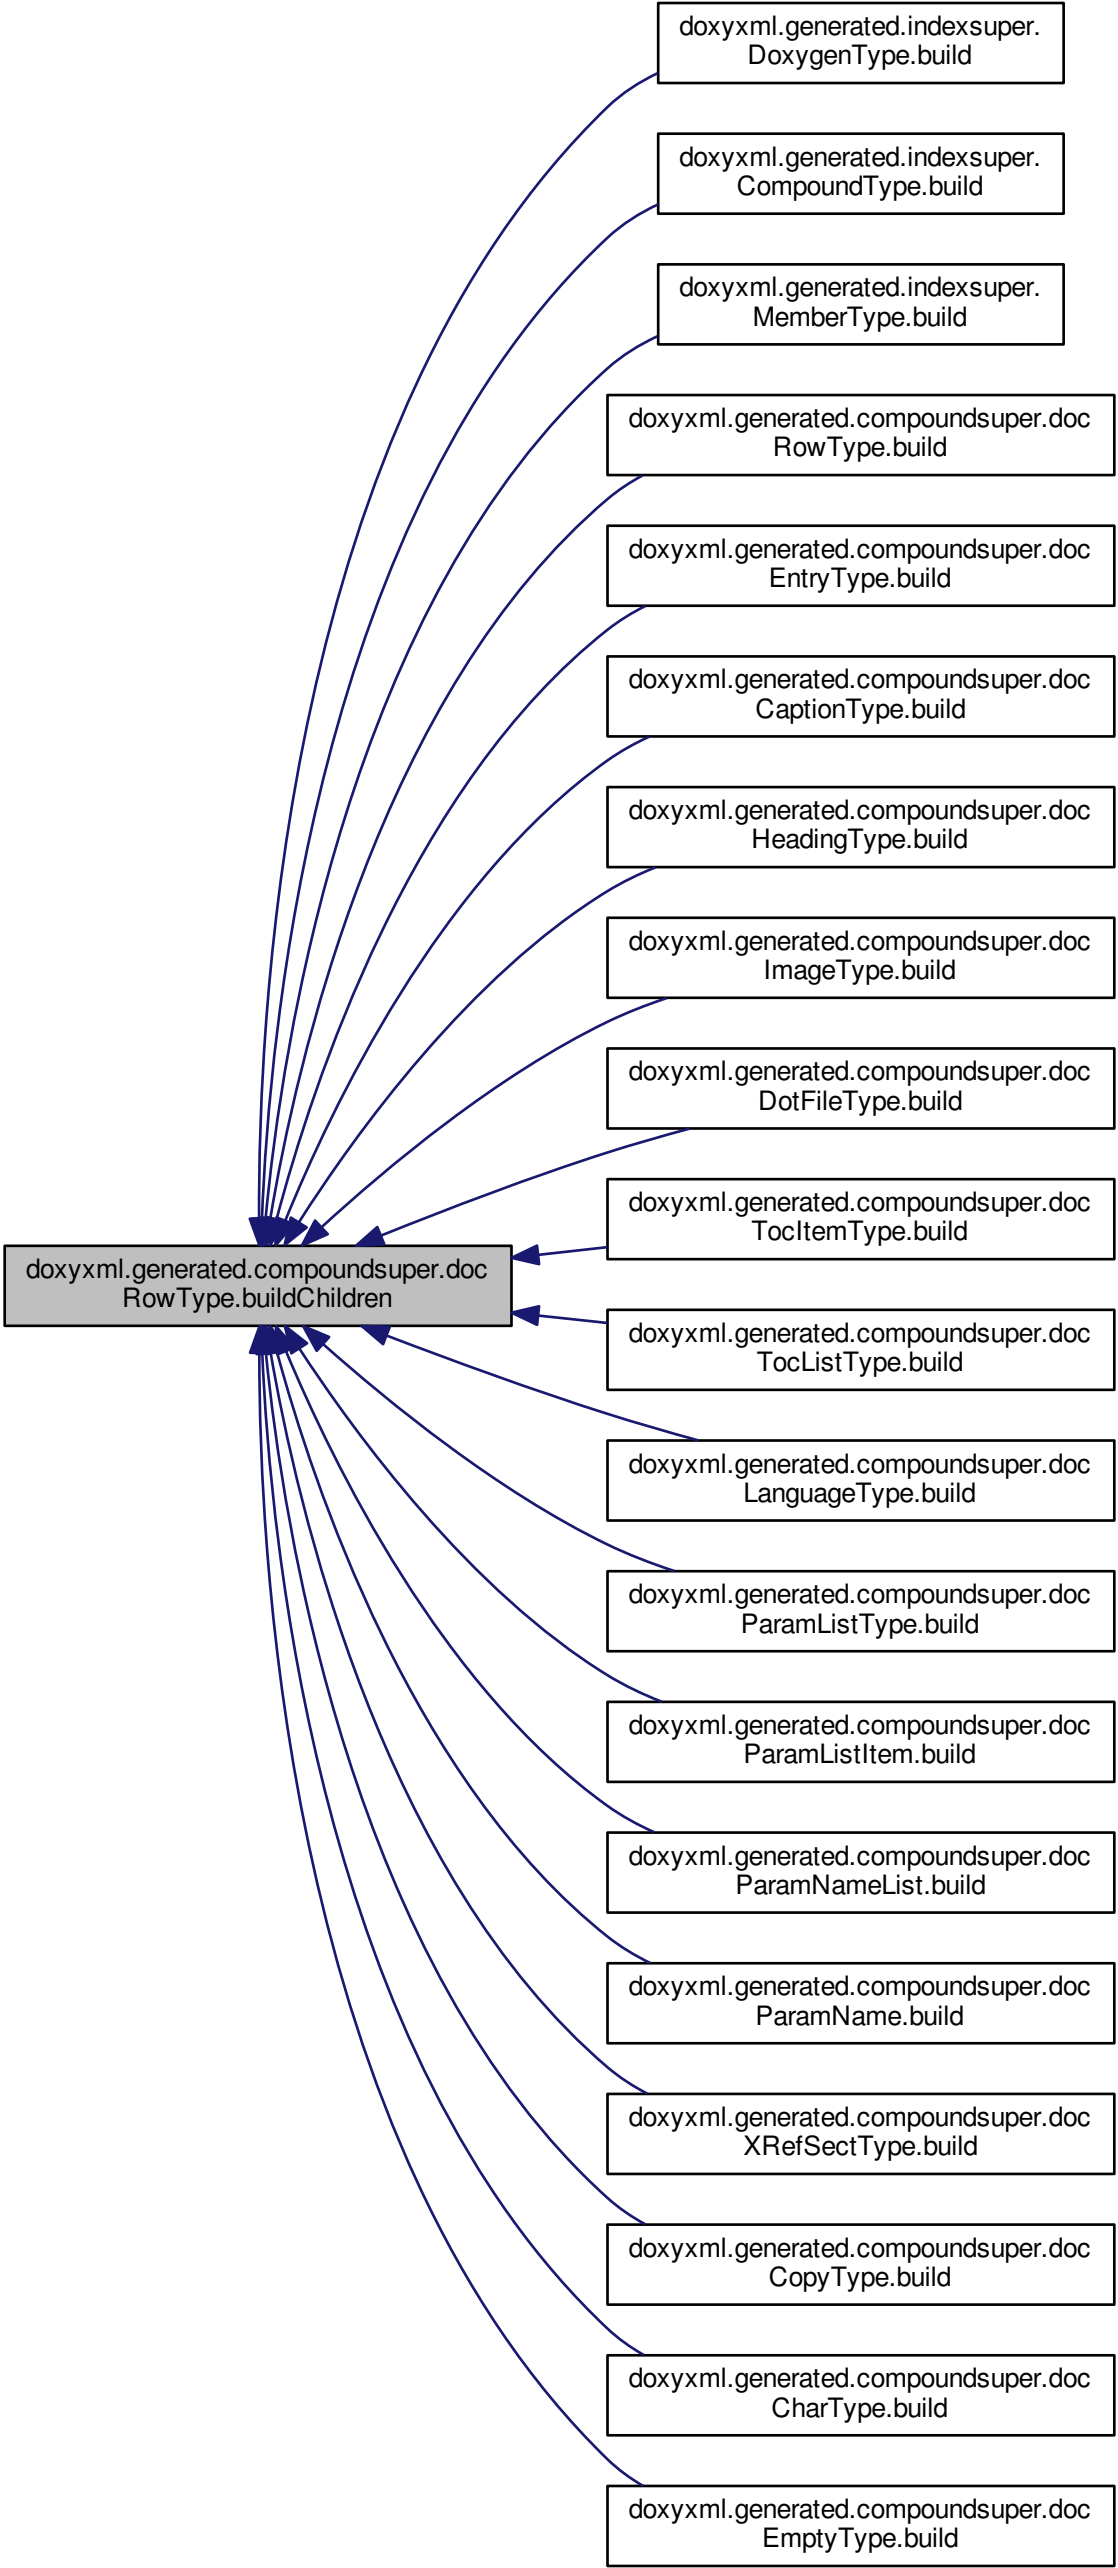 doxyxml.generated.indexsuper.
DoxygenType.build
doxyxml.generated.indexsuper.
CompoundType.build
doxyxml.generated.indexsuper.
MemberType.build
doxyxml.generated.compoundsuper.doc
RowType.build
doxyxml.generated.compoundsuper.doc
EntryType.build
doxyxml.generated.compoundsuper.doc
CaptionType.build
doxyxml.generated.compoundsuper.doc
HeadingType.build
doxyxml.generated.compoundsuper.doc
ImageType.build
doxyxml.generated.compoundsuper.doc
DotFileType.build
doxyxml.generated.compoundsuper.doc
TocItemType.build
doxyxml.generated.compoundsuper.doc
RowType.buildChildren
doxyxml.generated.compoundsuper.doc
TocListType.build
doxyxml.generated.compoundsuper.doc
LanguageType.build
doxyxml.generated.compoundsuper.doc
ParamListType.build
doxyxml.generated.compoundsuper.doc
ParamListItem.build
doxyxml.generated.compoundsuper.doc
ParamNameList.build
doxyxml.generated.compoundsuper.doc
ParamName.build
doxyxml.generated.compoundsuper.doc
XRefSectType.build
doxyxml.generated.compoundsuper.doc
CopyType.build
doxyxml.generated.compoundsuper.doc
CharType.build
doxyxml.generated.compoundsuper.doc
EmptyType.build